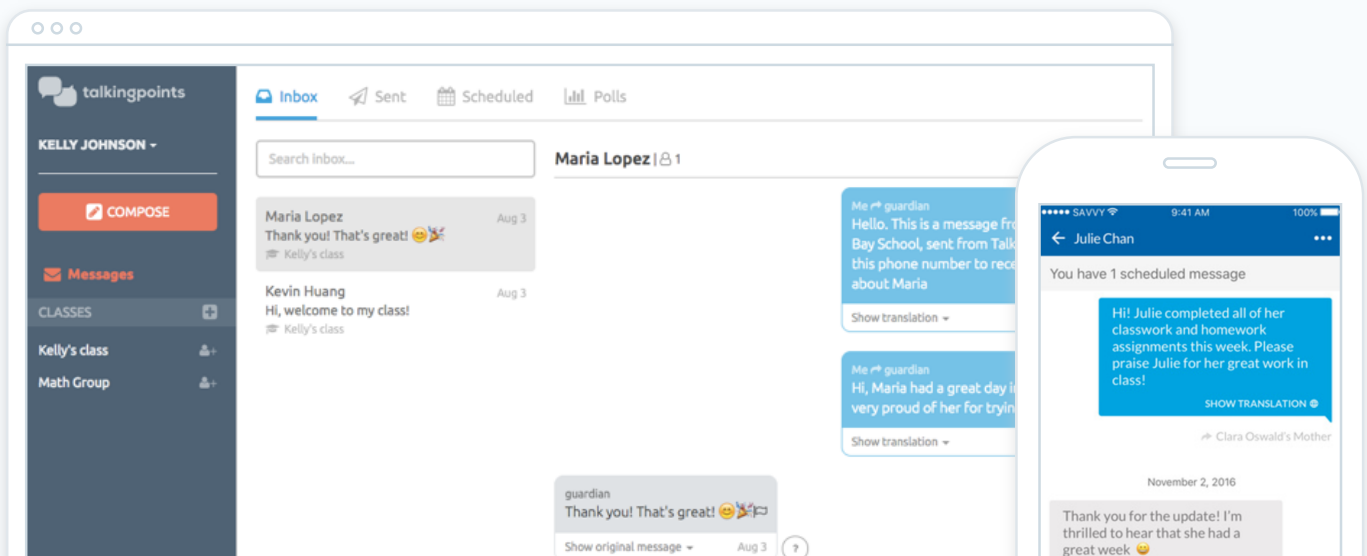 talkingpoints
KELLY JOHNSON
COMPOSE
Messages
CLASSES
Kelly's class
Math Group
Inbox
Sent
Scheduled
Polls
Search inbox...
Maria Lopez
Aug 3
Thank you! That's great! 😊🎉
Kelly's class
Kevin Huang
Aug 3
Hi, welcome to my class!
Kelly's class
Maria Lopez | 1
Me guardian
Hello. This is a message
Bay School, sent from
this phone number to
about Maria
Show translation
Me guardian
Hi, Maria had a great day
very proud of her for
Show translation
guardian
Thank you! That's great! 😊🎉
Show original message
Aug 3
?
SAVVY
9:41 AM
100%
Julie Chan
You have 1 scheduled message
Hi! Julie completed all of her
classwork and homework
assignments this week. Please
praise Julie for her great work in
class!
SHOW TRANSLATION
Clara Oswald's Mother
November 2, 2016
Thank you for the update! I'm
thrilled to hear that she had a
great week 😀